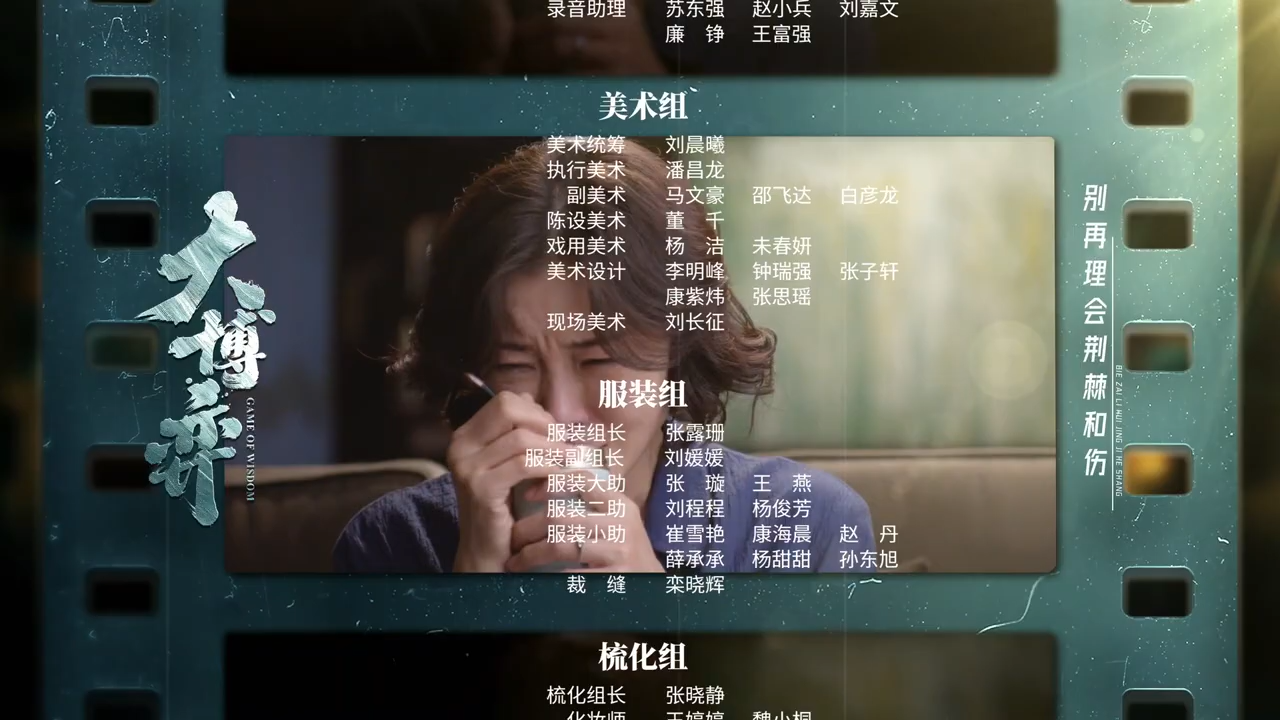 录音助理 苏东强 赵小兵 刘嘉文
廉 铮 王富强
美术组
美术统筹 刘晨曦
执行美术 潘昌龙
副美术 马文豪 邵飞达 白彦龙
陈设美术 董 千
戏用美术 杨 洁 未春妍
美术设计 李明峰 钟瑞强 张子轩
康紫炜 张思瑶
现场美术 刘长征
服装组
服装组长 张露珊
服装副组长 刘媛媛
服装大助 张 璇 王 燕
服装二助 刘程程 杨俊芳
服装小助 崔雪艳 康海晨 赵 丹
薛承承 杨甜甜 孙东旭
裁 缝 栾晓辉
梳化组
梳化组长 张晓静
化妆师 王婷婷 魏小桐
大博弈
GAME OF WISDOM
别再理会荆棘和伤
BIE ZAI LI HUI JING JI HE SHANG